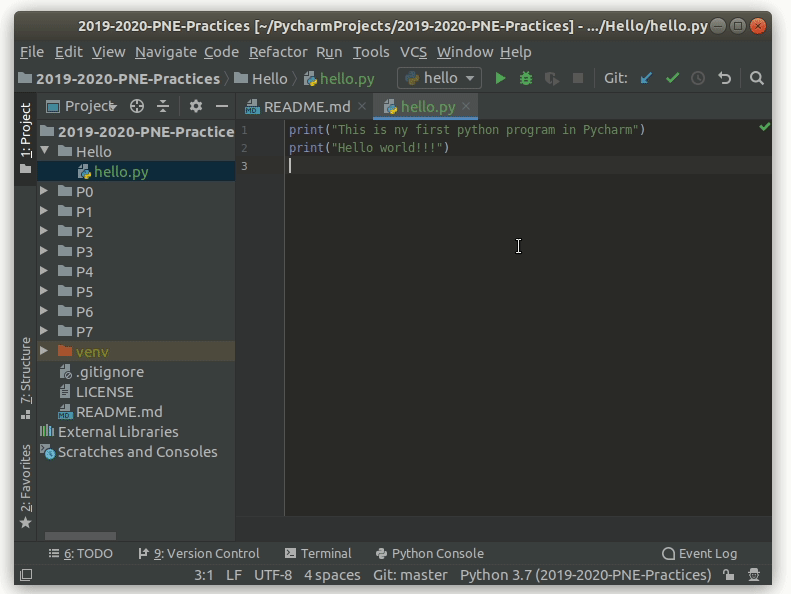 2019-2020-PNE-Practices [~/PycharmProjects/2019-2020-PNE-Practices] - .../Hello/hello.py
File Edit View Navigate Code Refactor Run Tools VCS Window Help
2019-2020-PNE-Practices Hello hello.py hello Git:
1: Project
Project
README.md hello.py
2019-2020-PNE-Practice
Hello
hello.py
P0
P1
P2
P3
P4
P5
P6
P7
venv
.gitignore
LICENSE
README.md
External Libraries
Scratches and Consoles
1 print("This is ny first python program in Pycharm")
2 print("Hello world!!!")
3
7: Structure
2: Favorites
6: TODO 9: Version Control Terminal Python Console Event Log
3:1 LF UTF-8 4 spaces Git: master Python 3.7 (2019-2020-PNE-Practices)